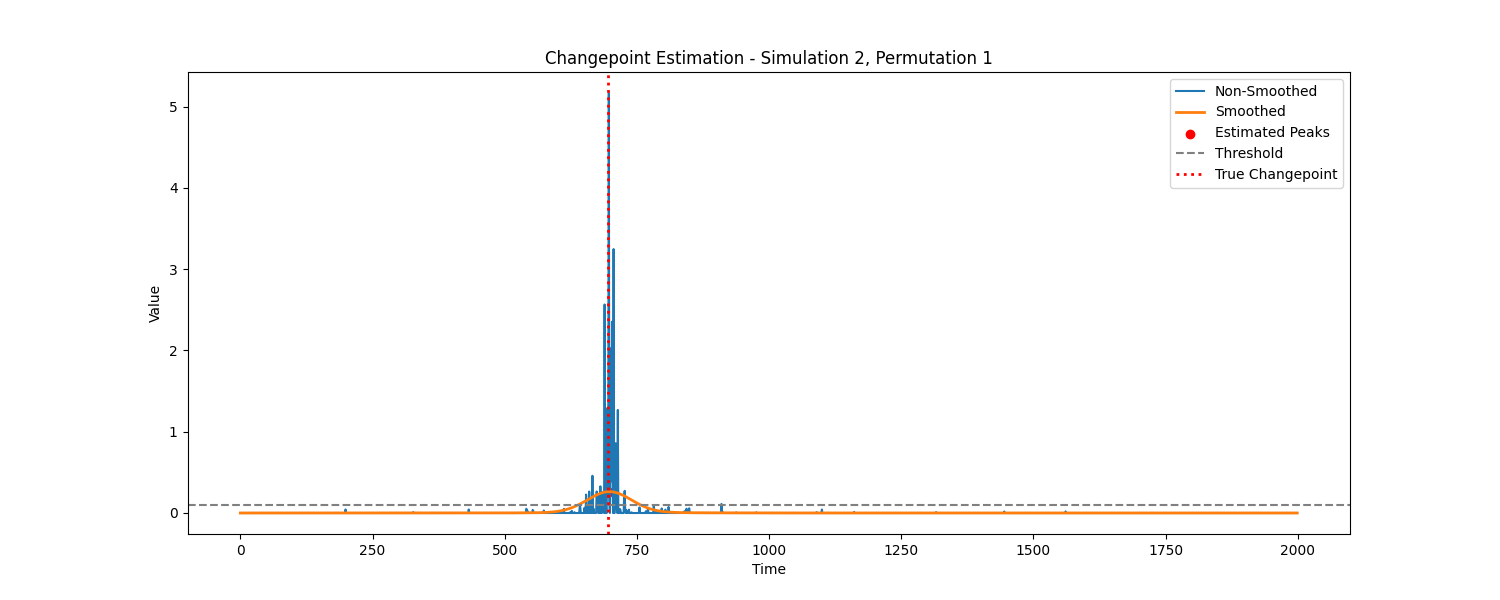 Changepoint Estimation - Simulation 2, Permutation 1
Non-Smoothed
Smoothed
Estimated Peaks
Threshold
True Changepoint
Value
5
4
3
2
1
0
0 250 500 750 1000 1250 1500 1750 2000
Time